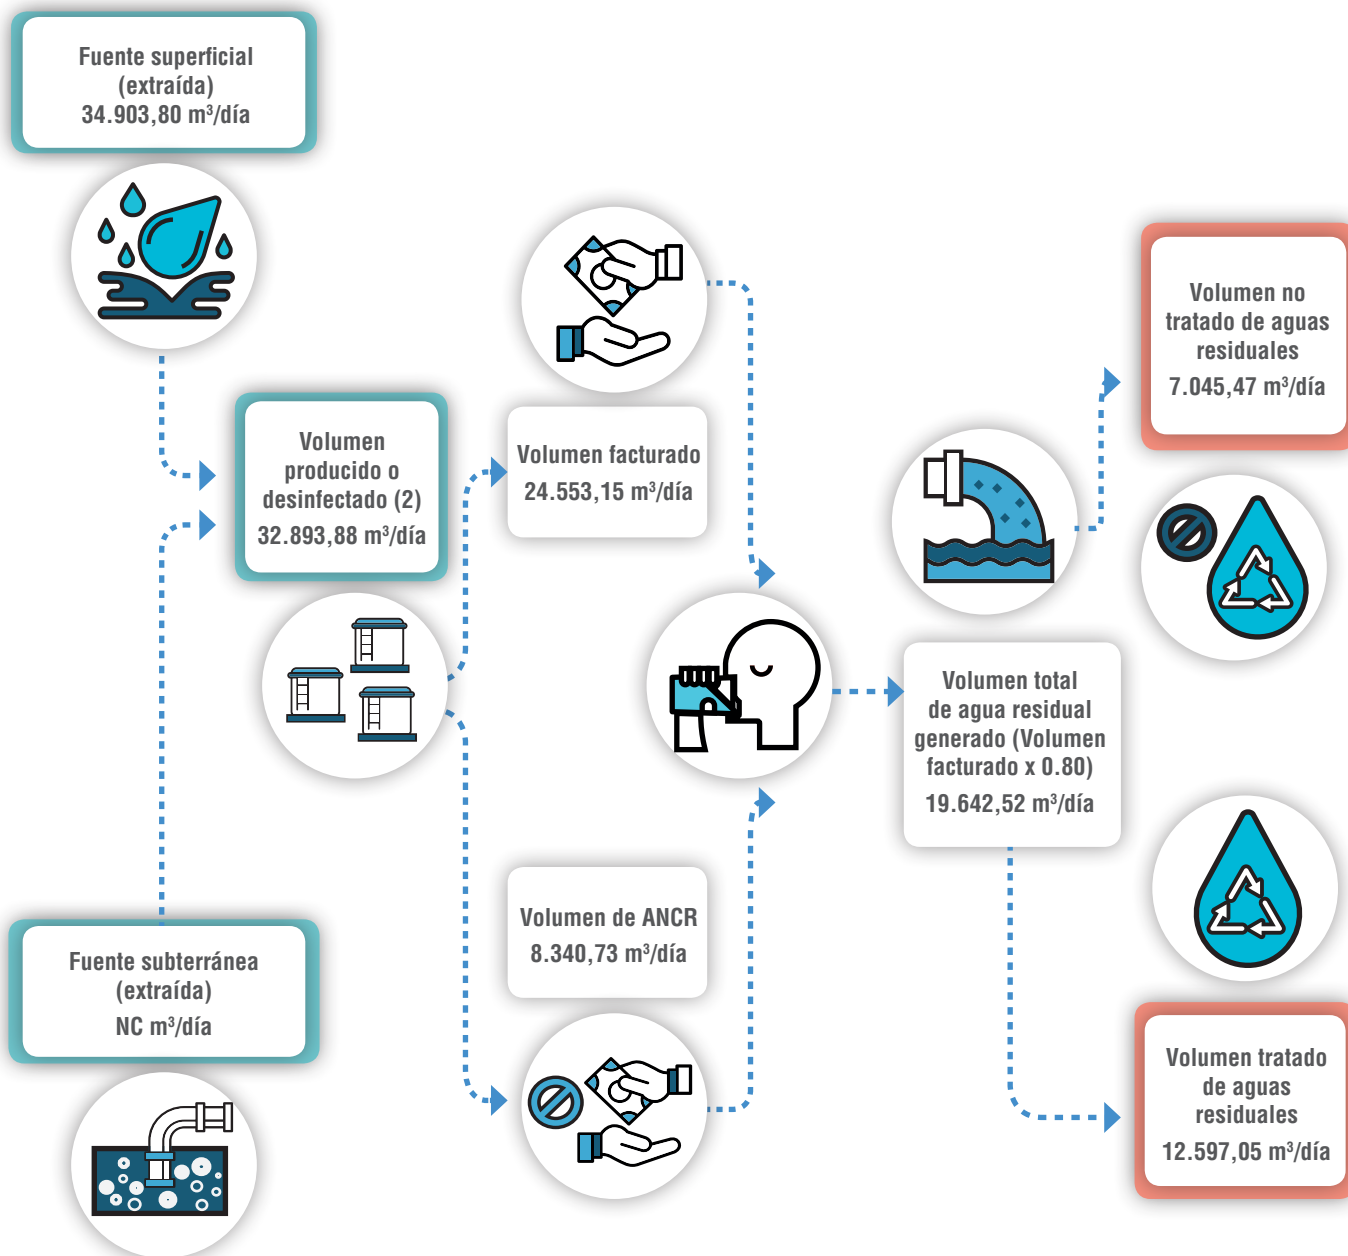 Fuente superficial
(extraída)
34.903,80 m³/día
Volumen
producido o
desinfectado (2)
32.893,88 m³/día
Fuente subterránea
(extraída)
NC m³/día
Volumen facturado
24.553,15 m³/día
Volumen de ANCR
8.340,73 m³/día
Volumen total
de agua residual
generado (Volumen
facturado x 0.80)
19.642,52 m³/día
Volumen no
tratado de aguas
residuales
7.045,47 m³/día
Volumen tratado
de aguas
residuales
12.597,05 m³/día